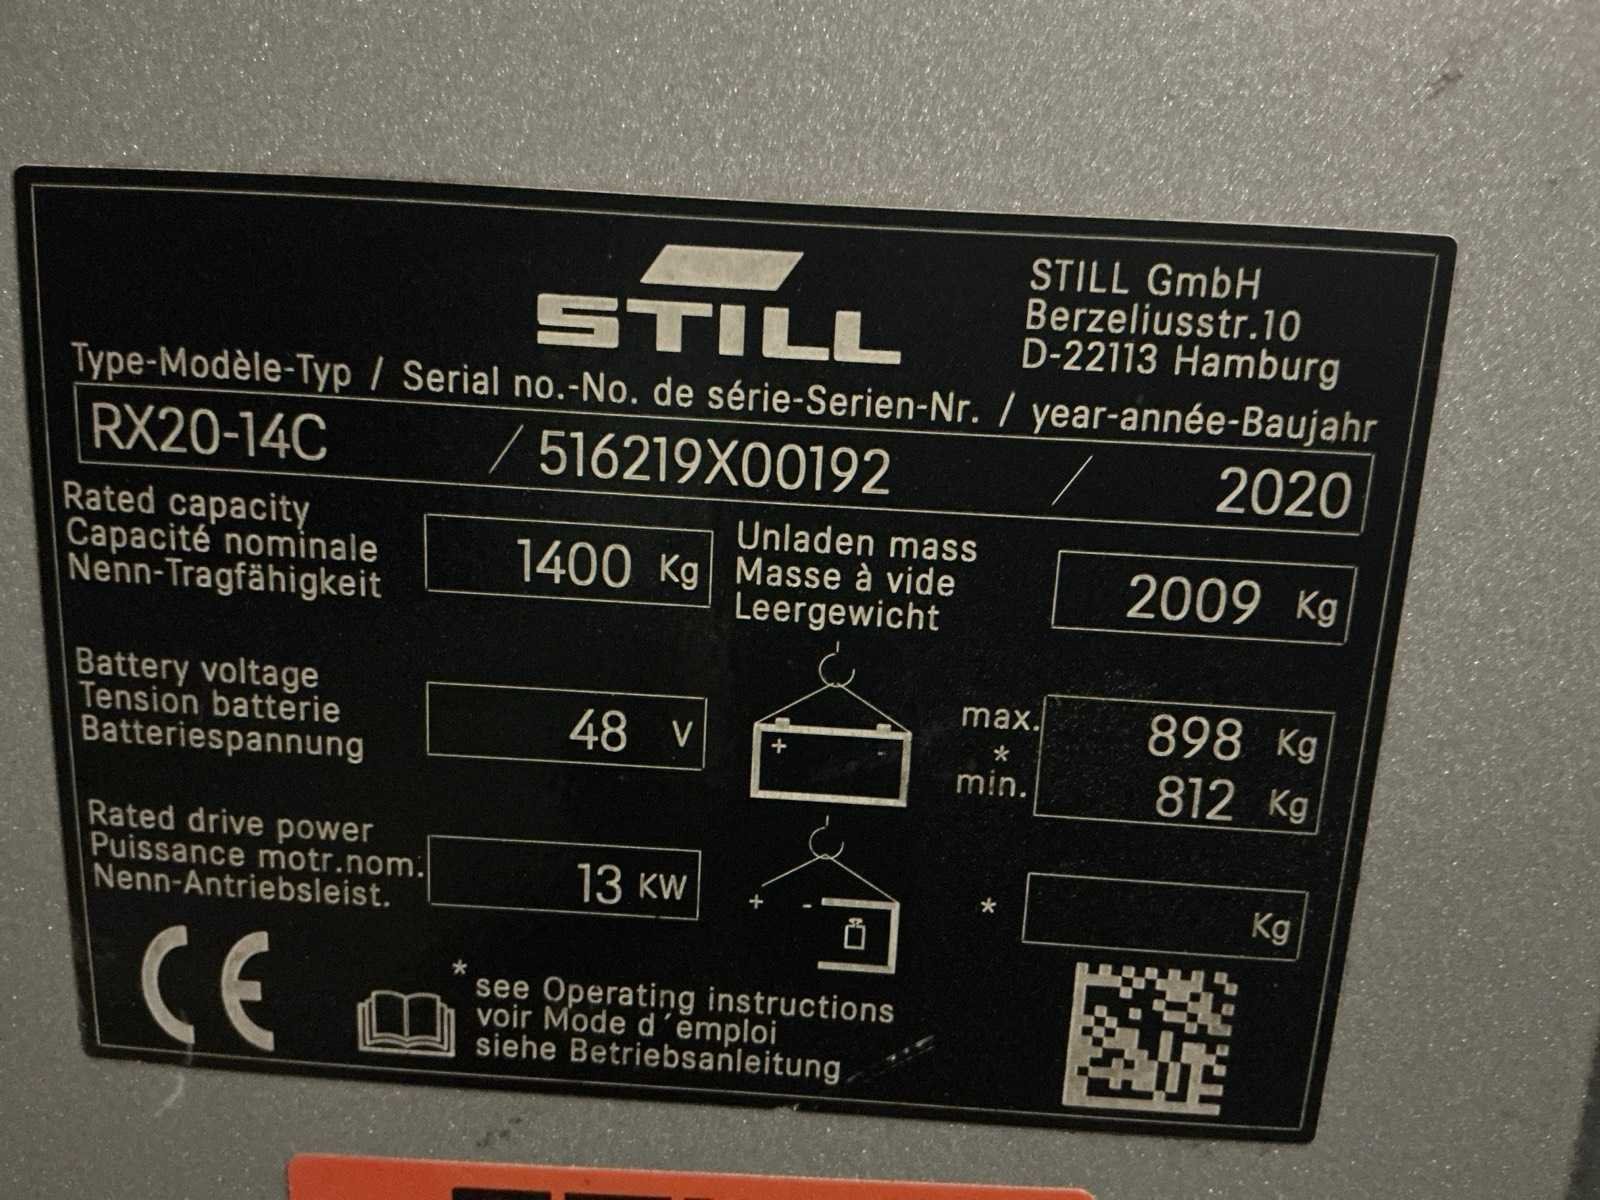 STILL
STILL GmbH
Berzeliusstr.10
D-22113 Hamburg
Type-Modèle-Typ / Serial no.-No. de série-Serien-Nr. / year-année-Baujahr
RX20-14C / 516219X00192 / 2020
Rated capacity
Capacité nominale
Nenn-Tragfähigkeit
1400 Kg
Unladen mass
Masse à vide
Leergewicht
2009 Kg
Battery voltage
Tension batterie
Batteriespannung
48 V
+ -
max. 898 Kg
*
min. 812 Kg
Rated drive power
Puissance motr.nom.
Nenn-Antriebsleist.
13 KW
+ -
* Kg
CE
* see Operating instructions
voir Mode d´emploi
siehe Betriebsanleitung